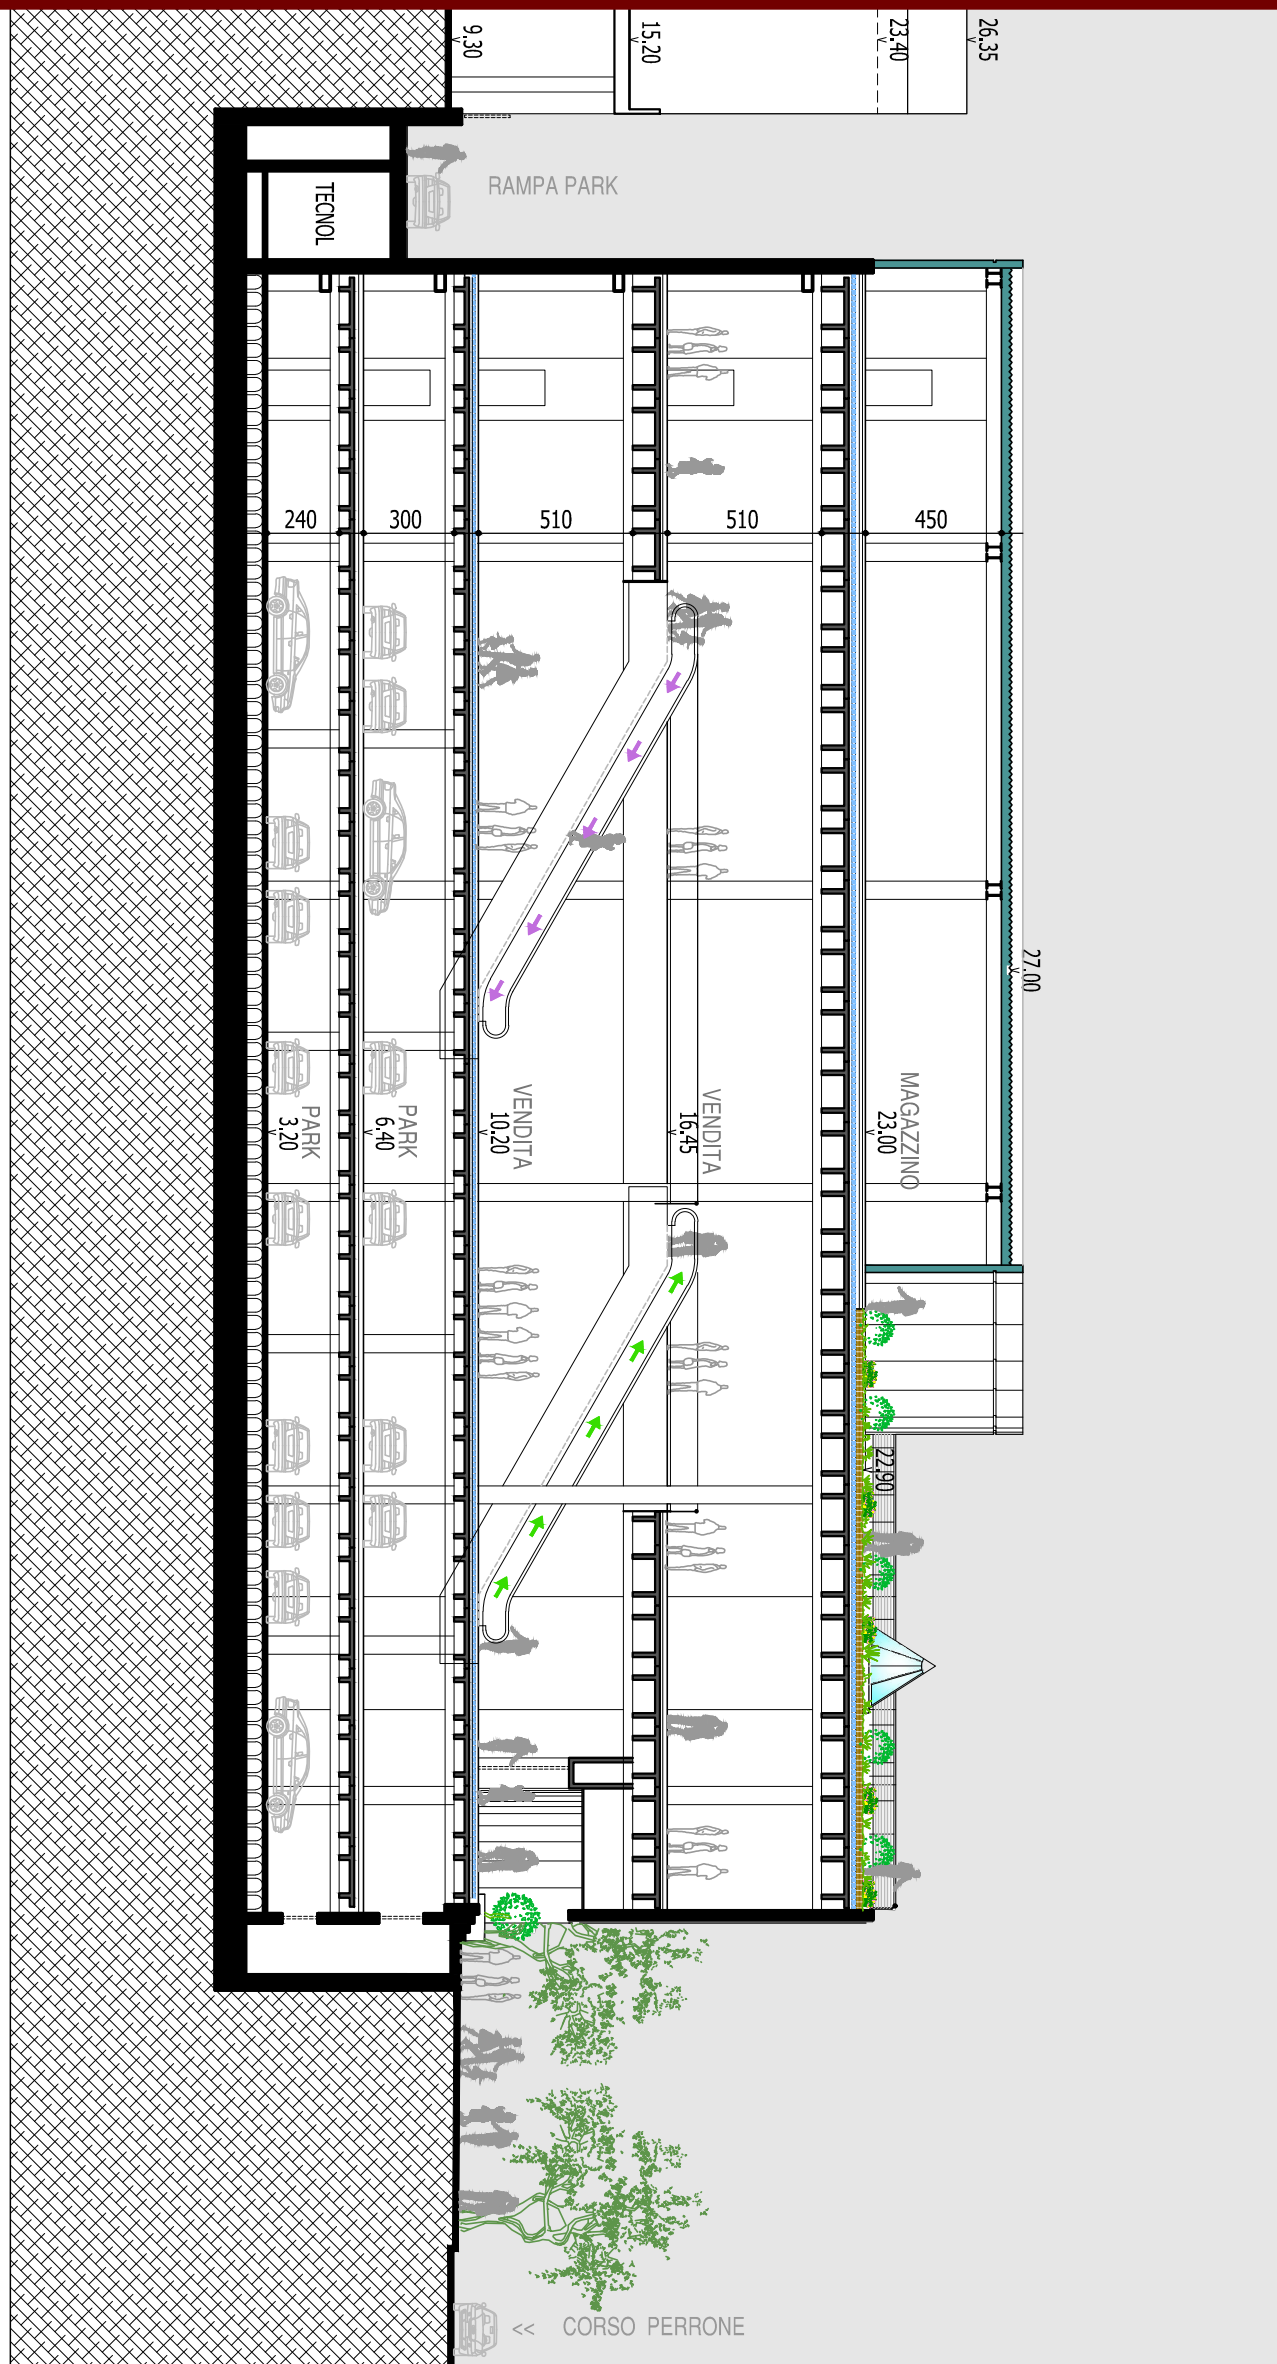 9.30
15.20
23.40
26.35
RAMPA PARK
TECNOL
240
300
510
510
450
27.00
MAGAZZINO
23.00
VENDITA
16.45
VENDITA
10.20
PARK
6.40
PARK
3.20
22.90
<< CORSO PERRONE